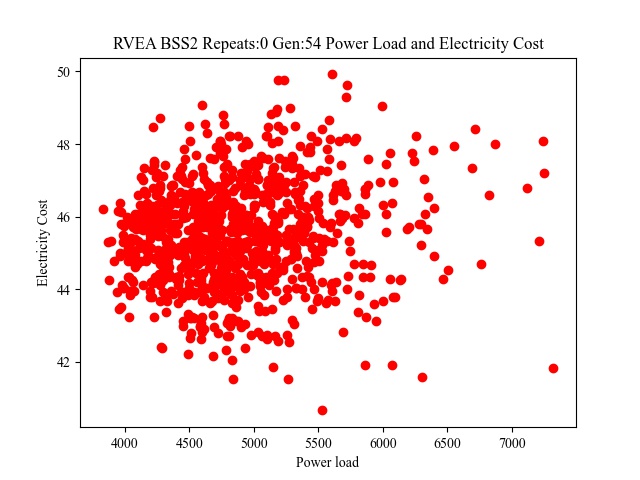 RVEA BSS2 Repeats:0 Gen:54 Power Load and Electricity Cost
50
48
46
44
42
Electricity Cost
4000 4500 5000 5500 6000 6500 7000
Power load